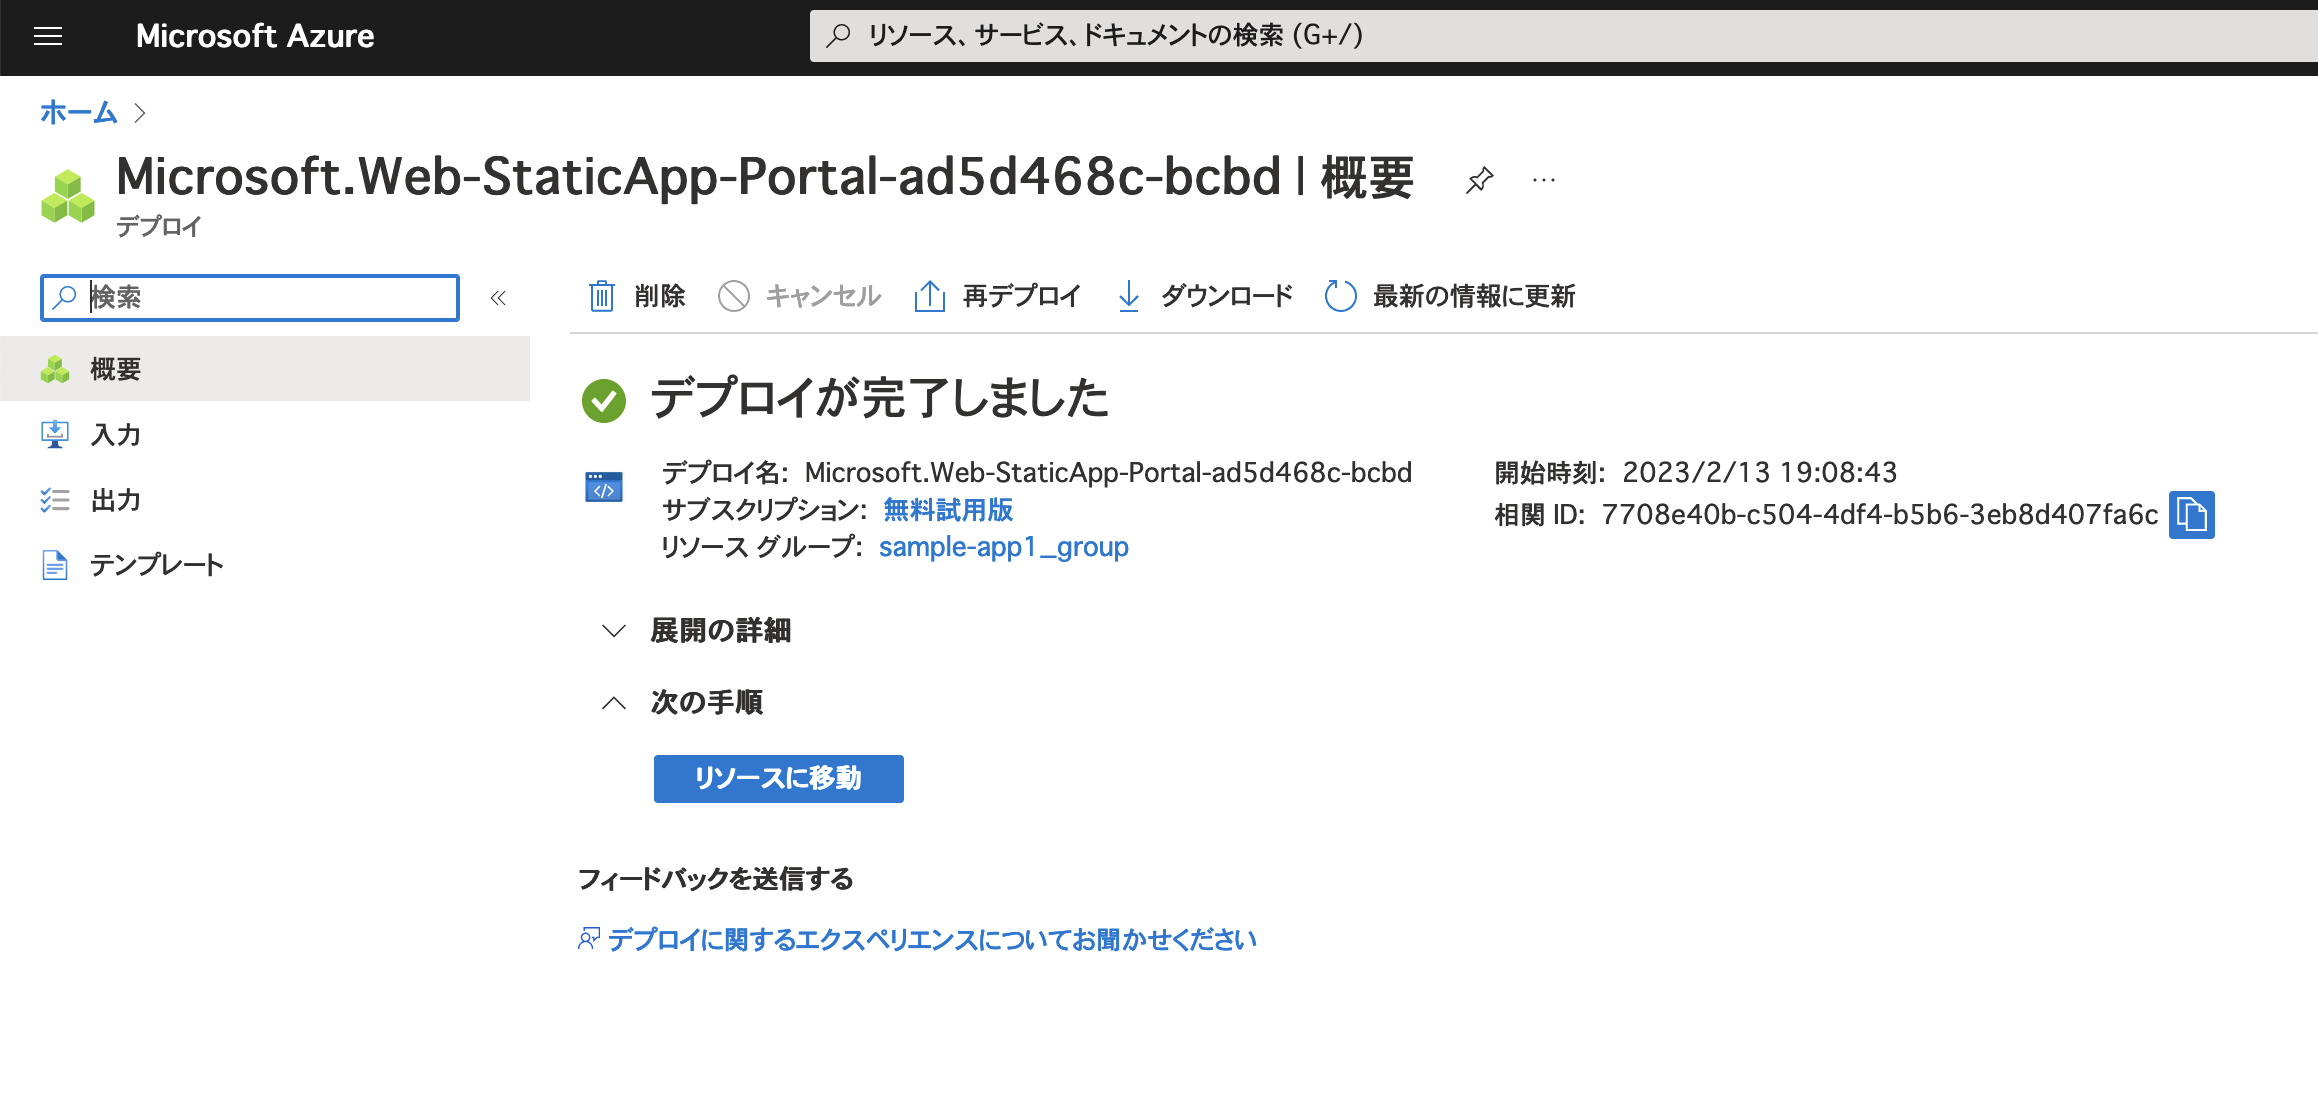 Microsoft Azure
リソース、サービス、ドキュメントの検索 (G+/)
ホーム
Microsoft.Web-StaticApp-Portal-ad5d468c-bcbd | 概要
デプロイ
検索
削除 キャンセル 再デプロイ ダウンロード 最新の情報に更新
概要
入力
出力
テンプレート
デプロイが完了しました
デプロイ名: Microsoft.Web-StaticApp-Portal-ad5d468c-bcbd
サブスクリプション: 無料試用版
リソース グループ: sample-app1_group
開始時刻: 2023/2/13 19:08:43
相関 ID: 7708e40b-c504-4df4-b5b6-3eb8d407fa6c
展開の詳細
次の手順
リソースに移動
フィードバックを送信する
デプロイに関するエクスペリエンスについてお聞かせください